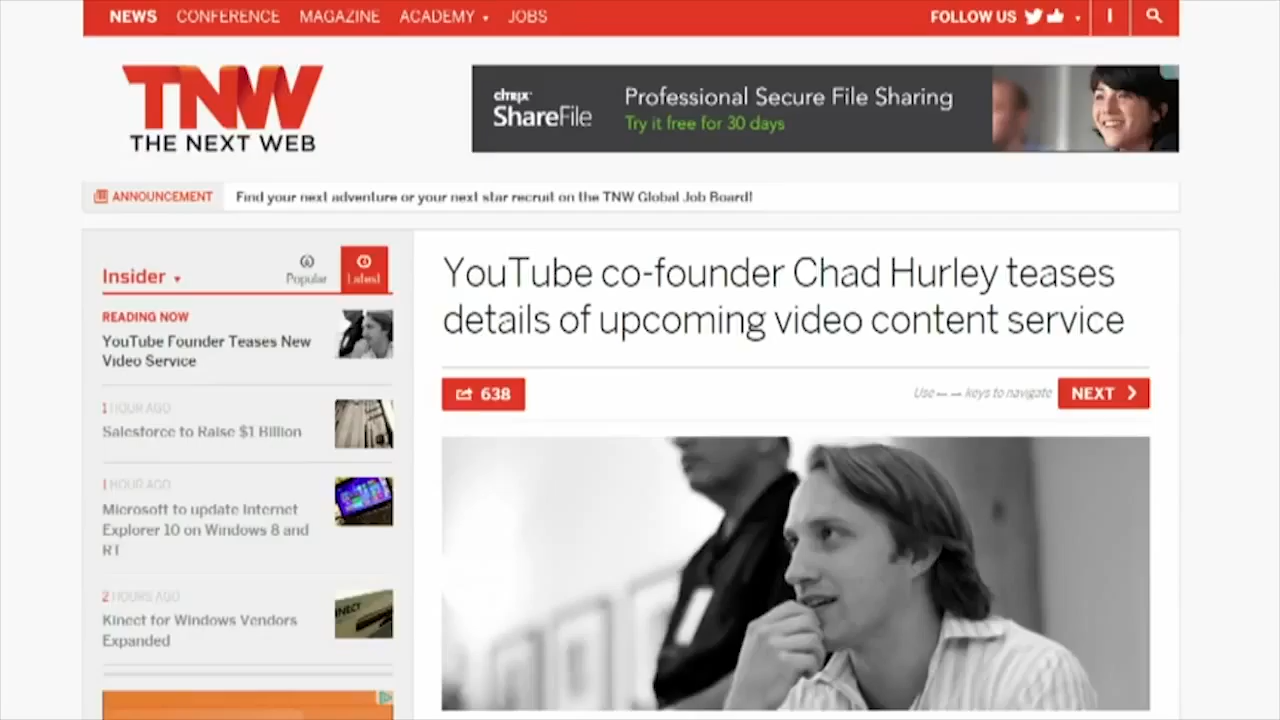 NEWS CONFERENCE MAGAZINE ACADEMY JOBS FOLLOW US
TNW
THE NEXT WEB
citrix
ShareFile
Professional Secure File Sharing
Try it free for 30 days
ANNOUNCEMENT
Find your next adventure or your next star recruit on the TNW Global Job Board!
Insider
Popular
Latest
READING NOW
YouTube Founder Teases New
Video Service
1 HOUR AGO
Salesforce to Raise $1 Billion
1 HOUR AGO
Microsoft to update Internet
Explorer 10 on Windows 8 and
RT
2 HOURS AGO
Kinect for Windows Vendors
Expanded
YouTube co-founder Chad Hurley teases
details of upcoming video content service
638
Use ← → keys to navigate
NEXT